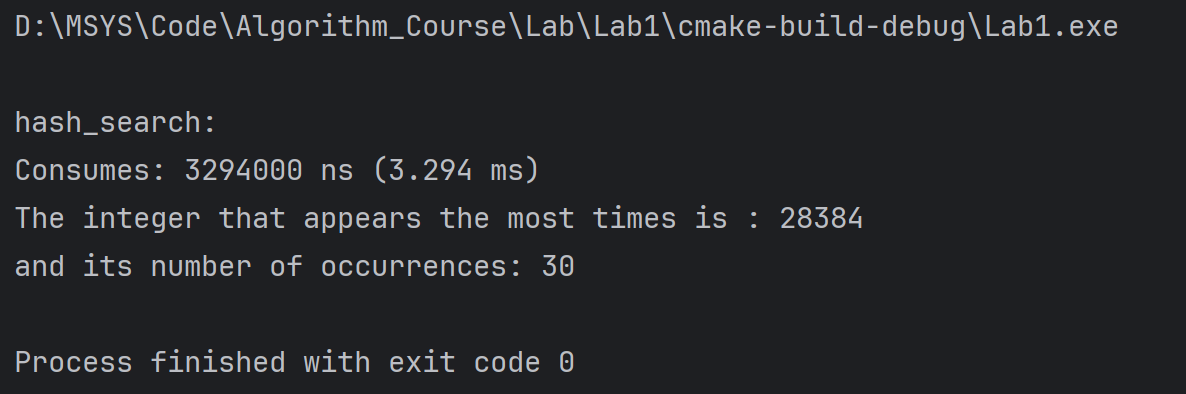 D:\MSYS\Code\Algorithm_Course\Lab\Lab1\cmake-build-debug\Lab1.exe
hash_search:
Consumes: 3294000 ns (3.294 ms)
The integer that appears the most times is : 28384
and its number of occurrences: 30
Process finished with exit code 0